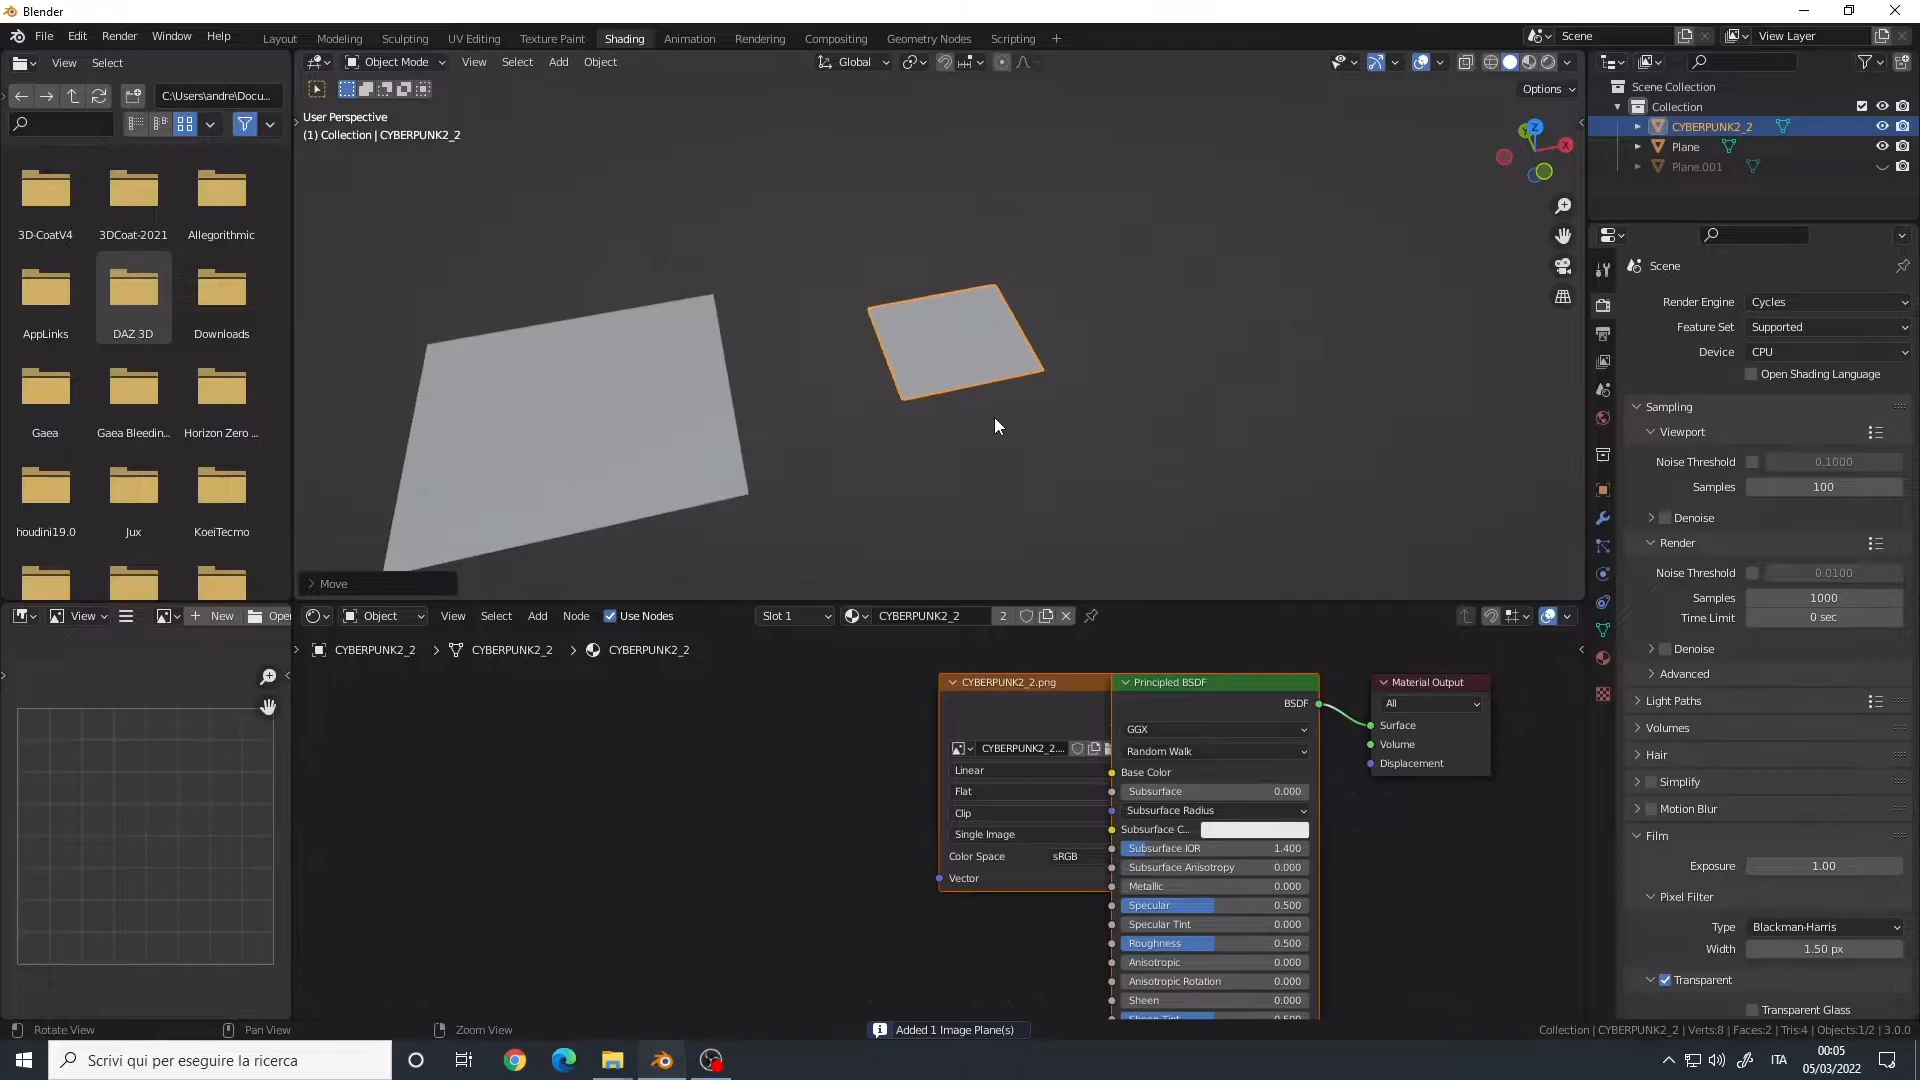 Blender
File Edit Render Window Help
Layout Modeling Sculpting UV Editing Texture Paint Shading Animation Rendering Compositing Geometry Nodes Scripting +
Scene
View Layer
View Select
Object Mode
View Select Add Object
Global
C:\Users\andre\Docu...
Options
User Perspective
(1) Collection | CYBERPUNK2_2
Z
Y
X
3D-CoatV4
3DCoat-2021
Allegorithmic
AppLinks
DAZ 3D
Downloads
Gaea
Gaea Bleedin...
Horizon Zero ...
houdini19.0
Jux
KoeiTecmo
Move
View
New
Open
Object
View Select Add Node
Use Nodes
Slot 1
CYBERPUNK2_2
2
CYBERPUNK2_2 > CYBERPUNK2_2 > CYBERPUNK2_2
CYBERPUNK2_2.png
CYBERPUNK2_2....
Linear
Flat
Clip
Single Image
Color Space sRGB
Vector
Principled BSDF
BSDF
GGX
Random Walk
Base Color
Subsurface 0.000
Subsurface Radius
Subsurface C...
Subsurface IOR 1.400
Subsurface Anisotropy 0.000
Metallic 0.000
Specular 0.500
Specular Tint 0.000
Roughness 0.500
Anisotropic 0.000
Anisotropic Rotation 0.000
Sheen 0.000
Sheen Tint 0.500
Material Output
All
Surface
Volume
Displacement
Scene Collection
Collection
CYBERPUNK2_2
Plane
Plane.001
Scene
Render Engine Cycles
Feature Set Supported
Device CPU
Open Shading Language
Sampling
Viewport
Noise Threshold 0.1000
Samples 100
Denoise
Render
Noise Threshold 0.0100
Samples 1000
Time Limit 0 sec
Denoise
Advanced
Light Paths
Volumes
Hair
Simplify
Motion Blur
Film
Exposure 1.00
Pixel Filter
Type Blackman-Harris
Width 1.50 px
Transparent
Transparent Glass
Rotate View
Pan View
Zoom View
Added 1 Image Plane(s)
Collection | CYBERPUNK2_2 | Verts:8 | Faces:2 | Tris:4 | Objects:1/2 | 3.0.0
Scrivi qui per eseguire la ricerca
ITA
00:05
05/03/2022